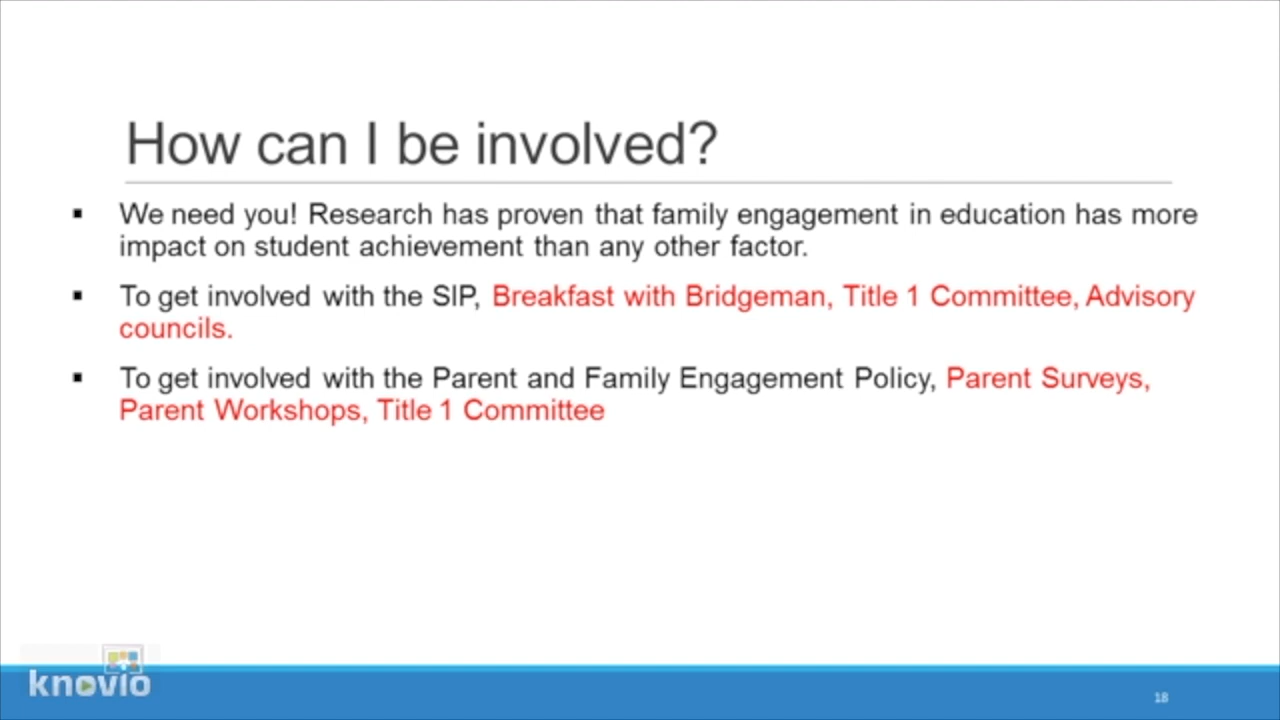 How can I be involved?
▪ We need you! Research has proven that family engagement in education has more
impact on student achievement than any other factor.
▪ To get involved with the SIP, Breakfast with Bridgeman, Title 1 Committee, Advisory
councils.
▪ To get involved with the Parent and Family Engagement Policy, Parent Surveys,
Parent Workshops, Title 1 Committee
knovio
18